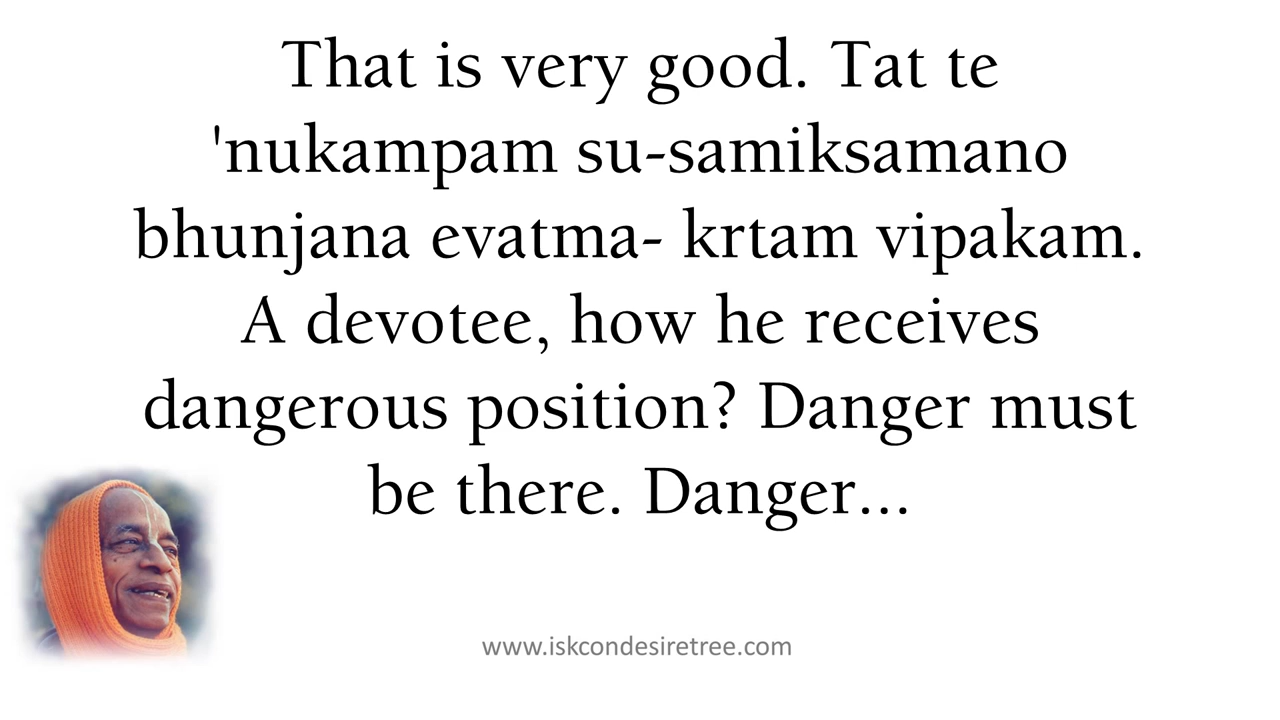 That is very good. Tat te
'nukampam su-samiksamano
bhunjana evatma- krtam vipakam.
A devotee, how he receives
dangerous position? Danger must
be there. Danger...
www.iskcondesiretree.com